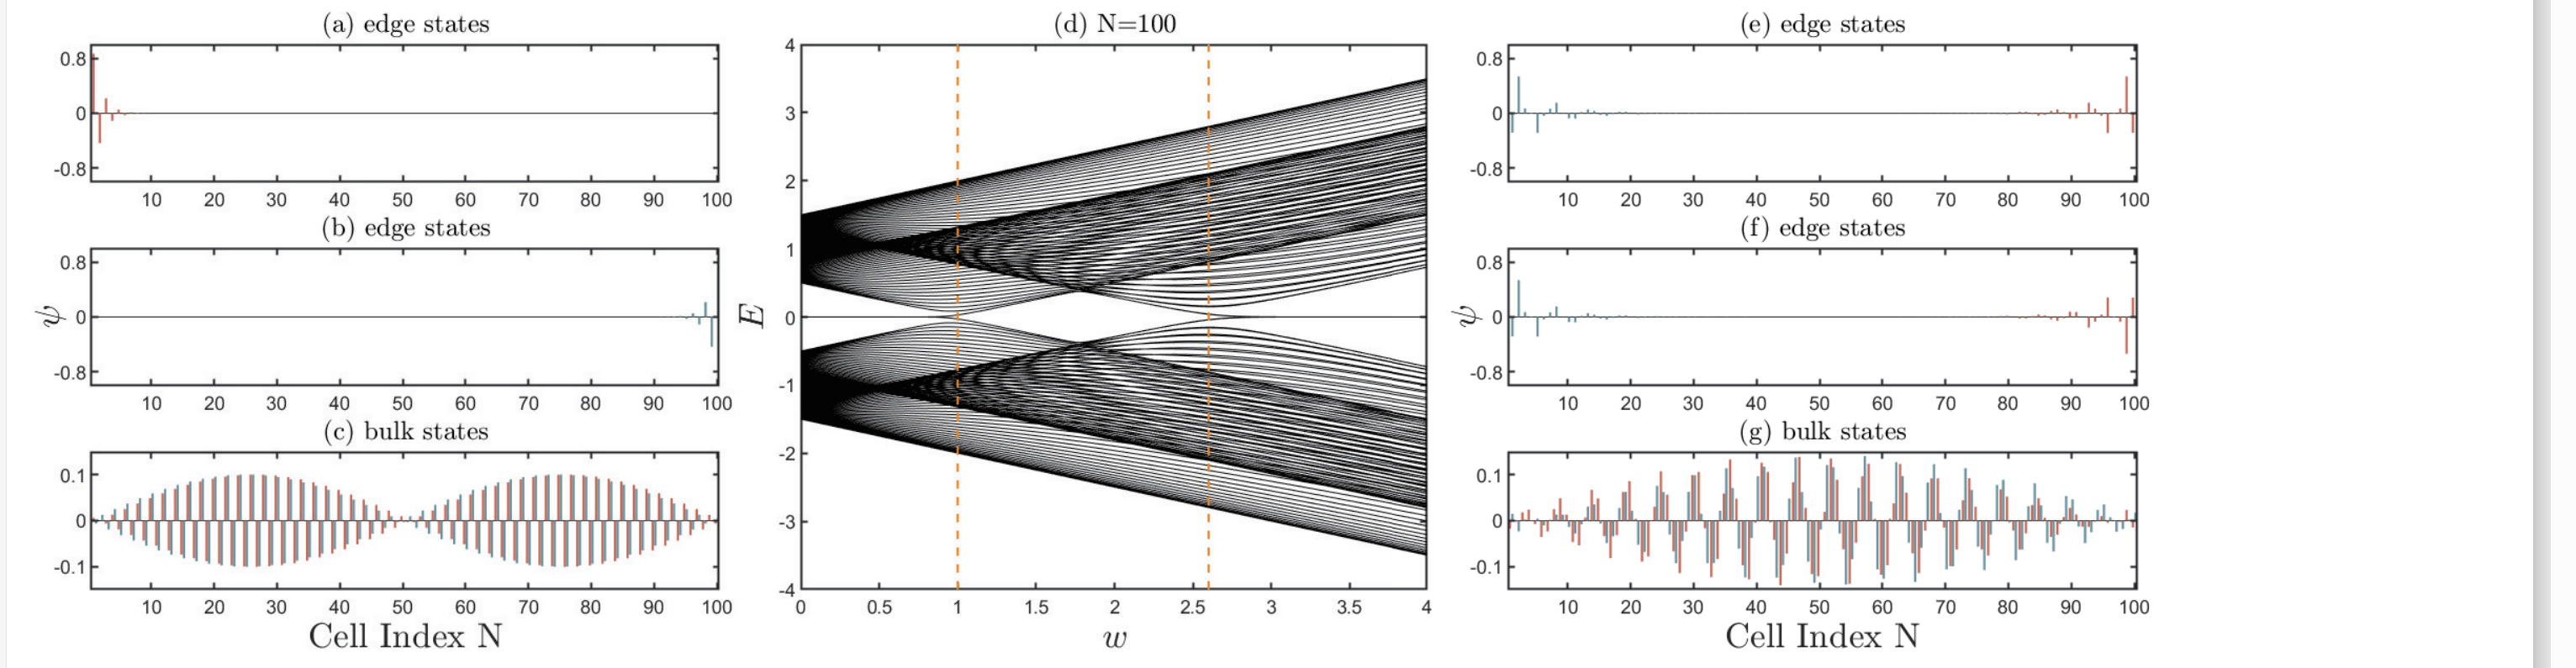 (a) edge states
0.8
0
-0.8
10 20 30 40 50 60 70 80 90 100
(b) edge states
0.8
0
-0.8
ψ
10 20 30 40 50 60 70 80 90 100
(c) bulk states
0.1
0
-0.1
10 20 30 40 50 60 70 80 90 100
Cell Index N
(d) N=100
4
3
2
1
0
-1
-2
-3
-4
E
0 0.5 1 1.5 2 2.5 3 3.5 4
w
(e) edge states
0.8
0
-0.8
10 20 30 40 50 60 70 80 90 100
(f) edge states
0.8
0
-0.8
ψ
10 20 30 40 50 60 70 80 90 100
(g) bulk states
0.1
0
-0.1
10 20 30 40 50 60 70 80 90 100
Cell Index N